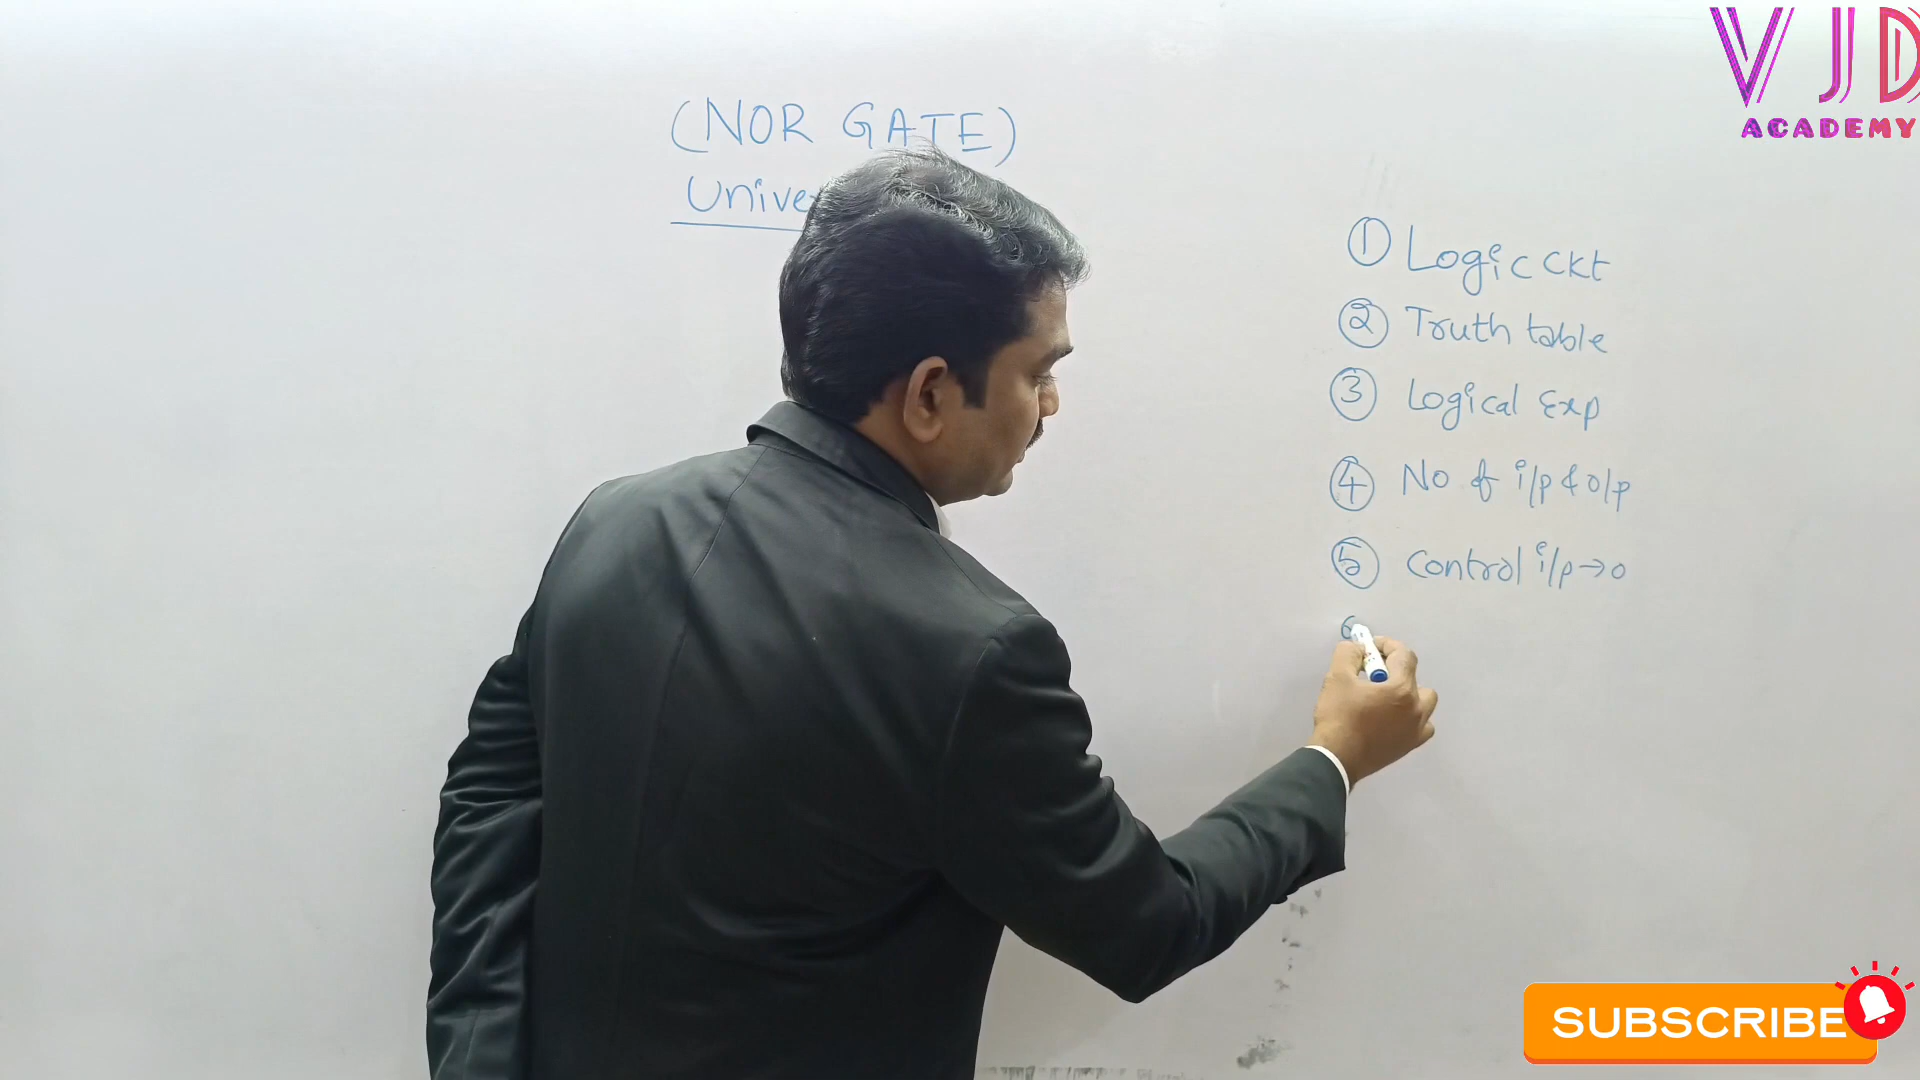 (NOR GATE)
VJD
ACADEMY
① Logic ckt
② Truth table
③ Logical Exp
④ No of i/p & o/p
⑤ Control i/p → 0
6
SUBSCRIBE